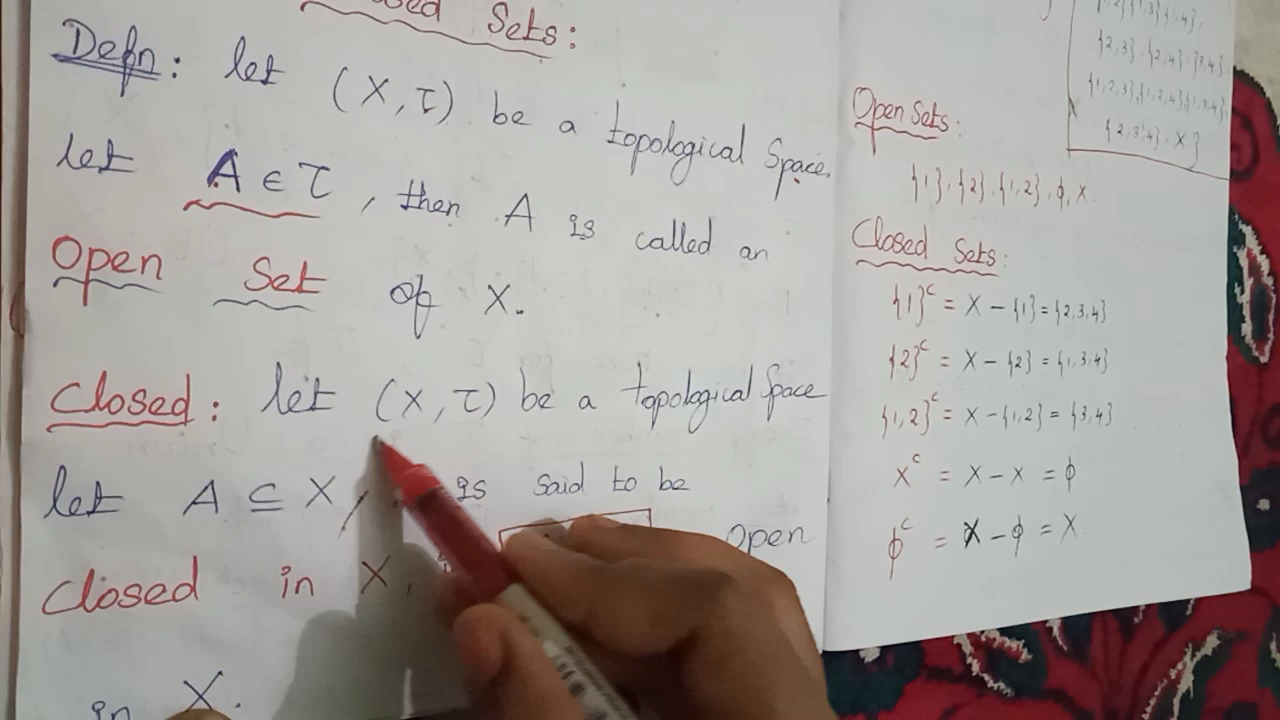 Sets:
Defn: let (X, τ) be a topological Space.
let A ∈ τ, then A is called an
Open Set of X.
Closed: let (X, τ) be a topological Space
let A ⊆ X, is said to be
Closed in X, Open
in X.
{2,3}, {2,4}, {3,4}
{1,2,3}, {1,2,4}, {1,3,4},
{2,3,4}, X}
Open Sets:
{1}, {2}, {1,2}, ϕ, X.
Closed Sets:
{1}ᶜ = X – {1} = {2,3,4}
{2}ᶜ = X – {2} = {1,3,4}
{1,2}ᶜ = X – {1,2} = {3,4}
Xᶜ = X – X = ϕ
ϕᶜ = X – ϕ = X.